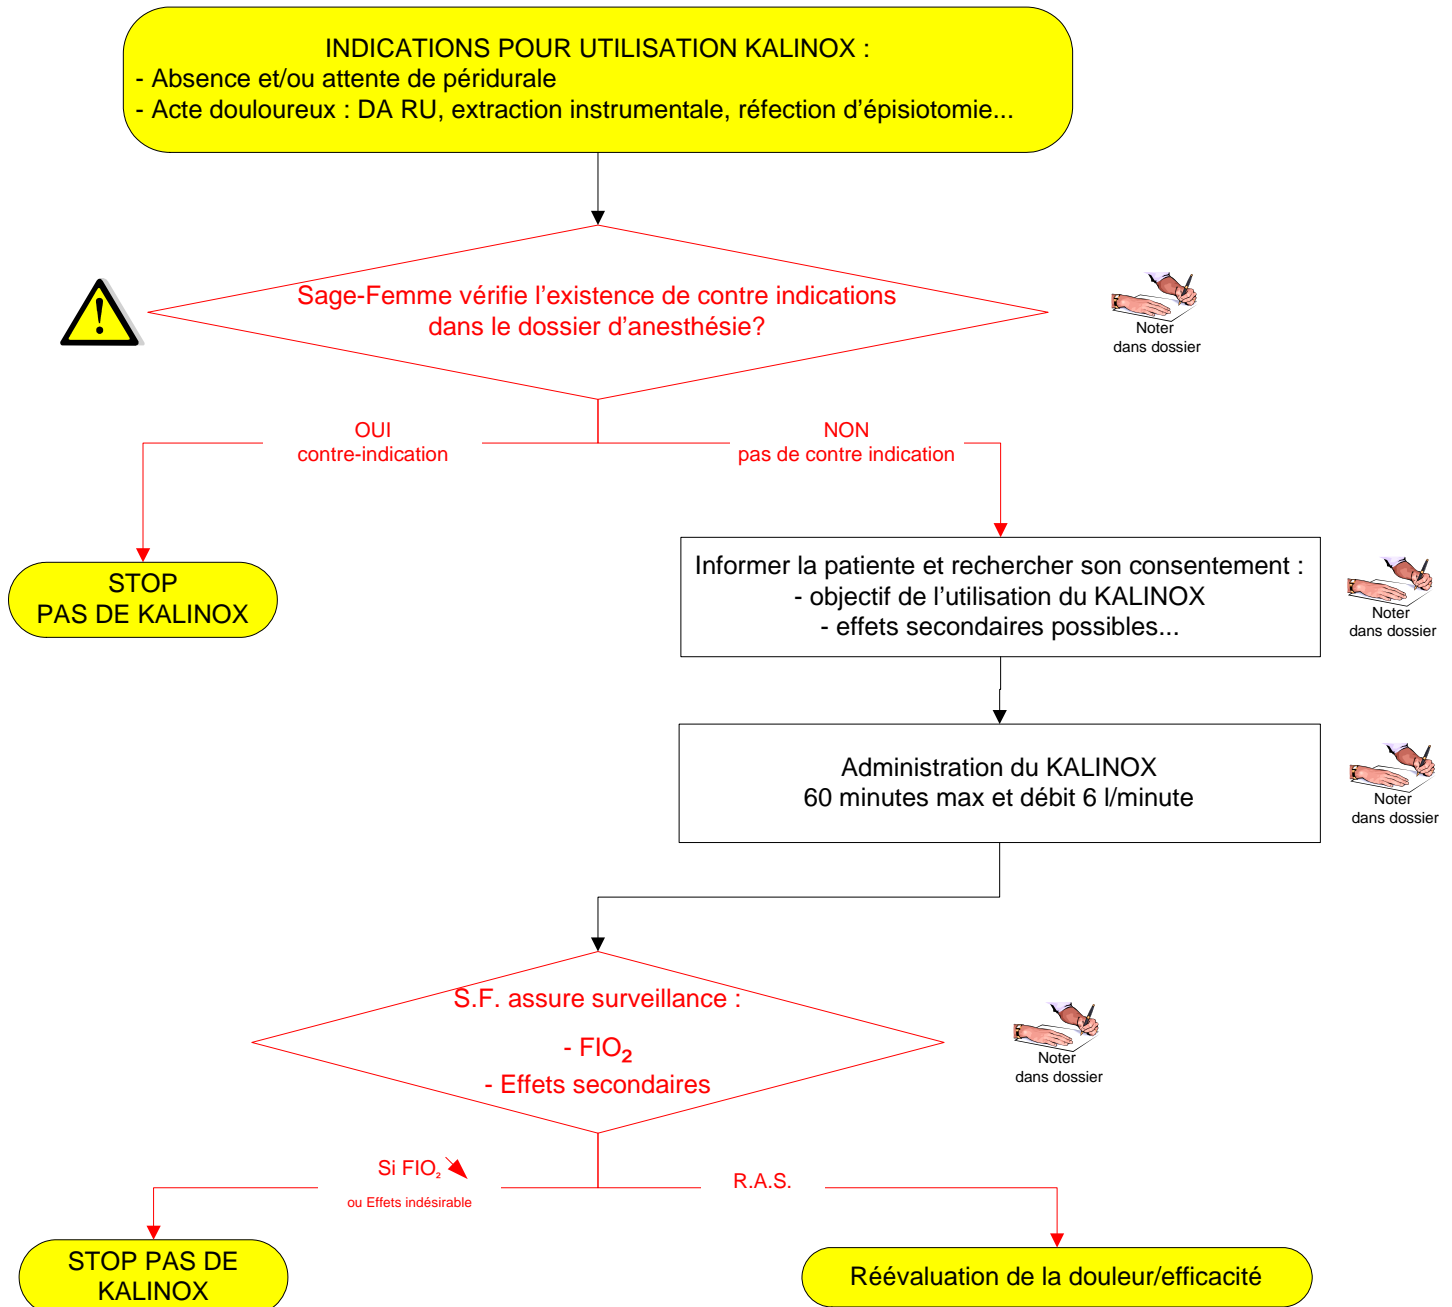 INDICATIONS POUR UTILISATION KALINOX :
- Absence et/ou attente de péridurale
- Acte douloureux : DA RU, extraction instrumentale, réfection d'épisiotomie...
!
Sage-Femme vérifie l'existence de contre indications
dans le dossier d'anesthésie?
Noter
dans dossier
OUI
contre-indication
NON
pas de contre indication
STOP
PAS DE KALINOX
Informer la patiente et rechercher son consentement :
- objectif de l'utilisation du KALINOX
- effets secondaires possibles...
Noter
dans dossier
Administration du KALINOX
60 minutes max et débit 6 l/minute
Noter
dans dossier
S.F. assure surveillance :
- FIO₂
- Effets secondaires
Noter
dans dossier
Si FIO₂
ou Effets indésirable
R.A.S.
STOP PAS DE
KALINOX
Réévaluation de la douleur/efficacité